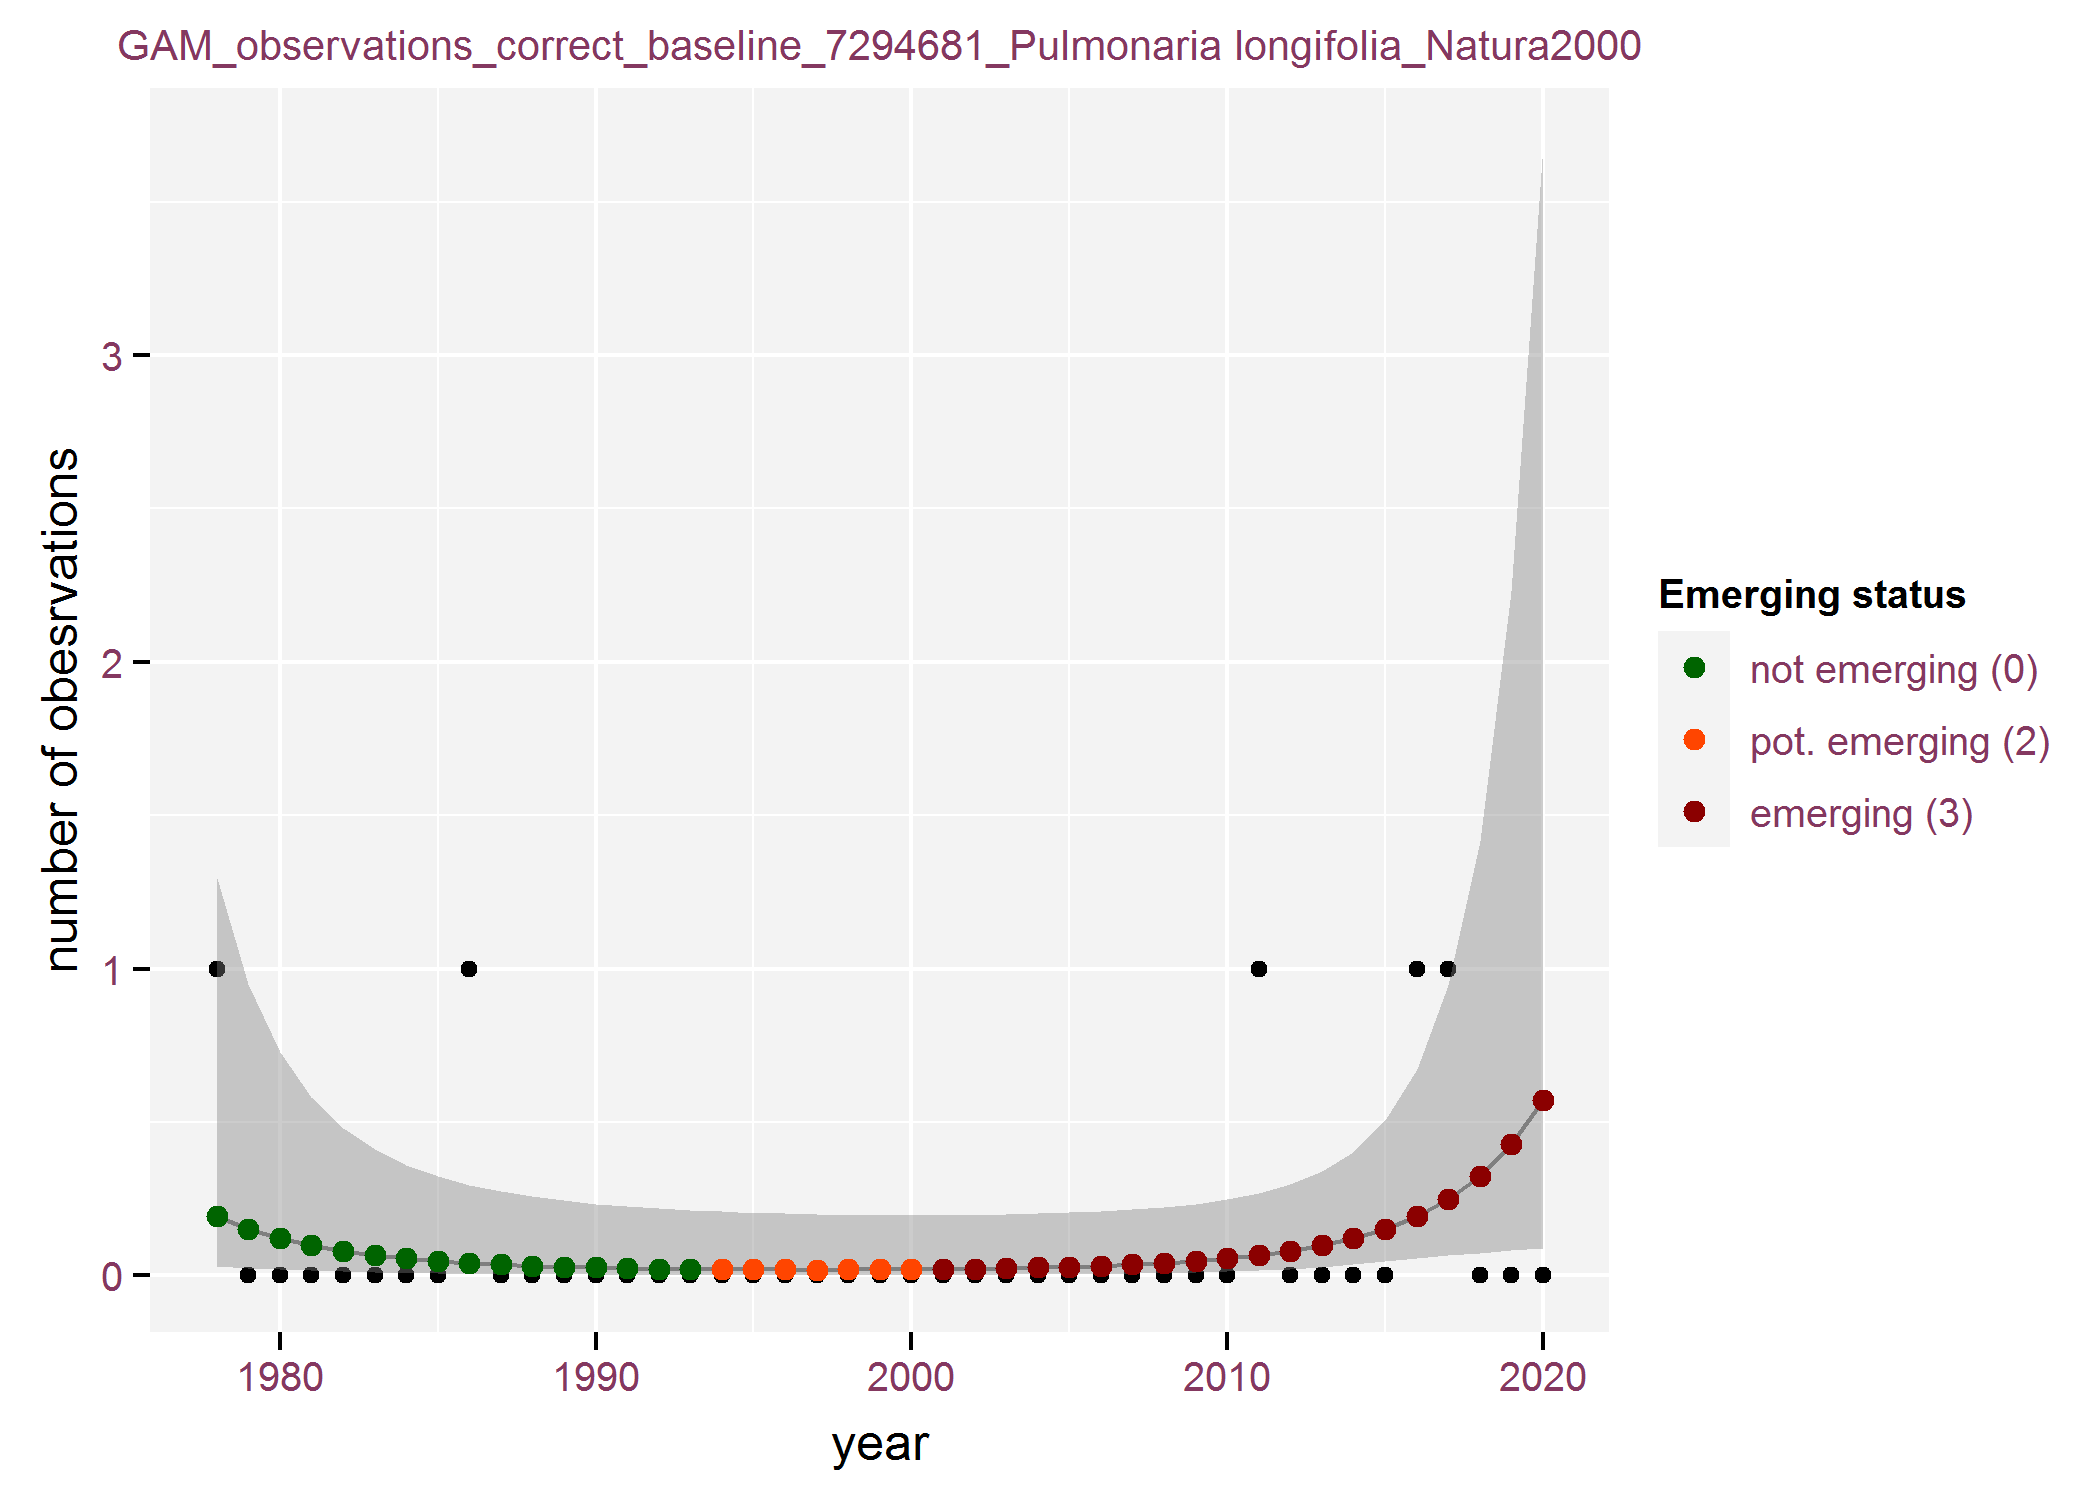 GAM_observations_correct_baseline_7294681_Pulmonaria longifolia_Natura2000
number of obesrvations
3
2
1
0
1980 1990 2000 2010 2020
year
Emerging status
not emerging (0)
pot. emerging (2)
emerging (3)